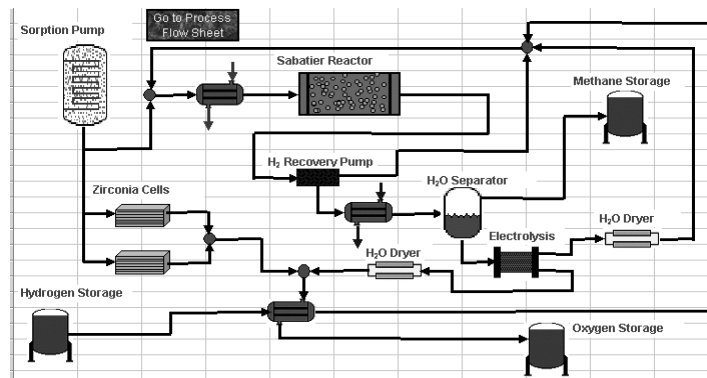 Go to Process
Flow Sheet
Sorption Pump
Sabatier Reactor
Methane Storage
H₂ Recovery Pump
Zirconia Cells
H₂O Separator
H₂O Dryer
Electrolysis
H₂O Dryer
Hydrogen Storage
Oxygen Storage